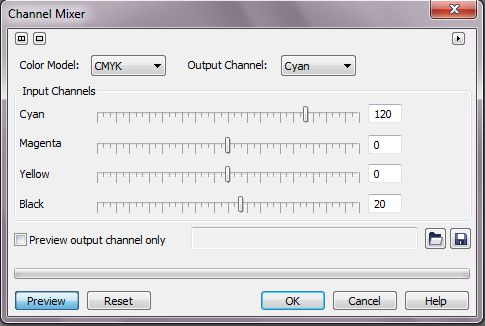 Channel Mixer
Color Model: CMYK Output Channel: Cyan
Input Channels
Cyan 120
Magenta 0
Yellow 0
Black 20
Preview output channel only
Preview Reset OK Cancel Help